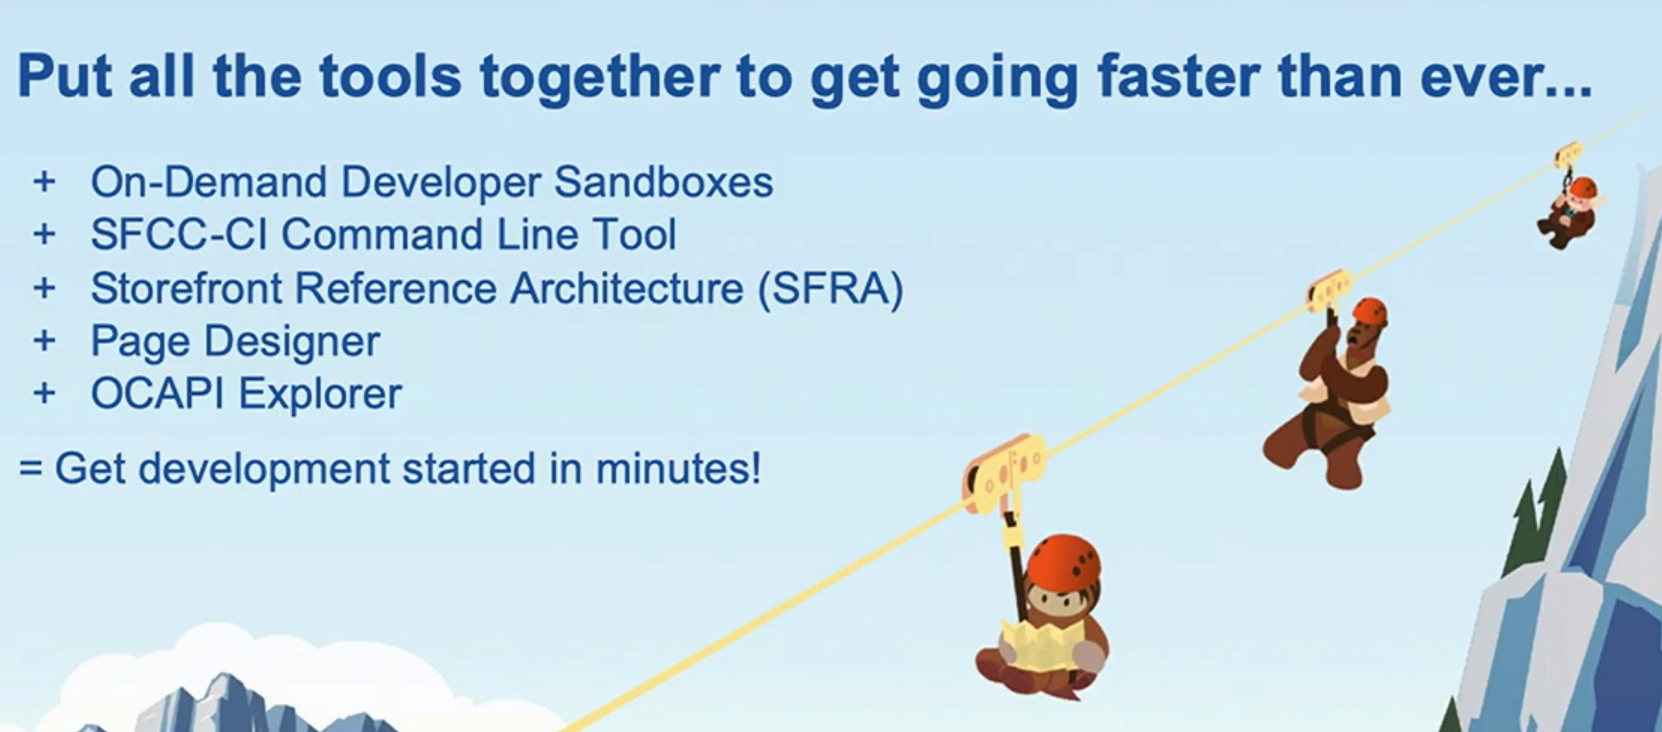 Put all the tools together to get going faster than ever...
+ On-Demand Developer Sandboxes
+ SFCC-CI Command Line Tool
+ Storefront Reference Architecture (SFRA)
+ Page Designer
+ OCAPI Explorer
= Get development started in minutes!